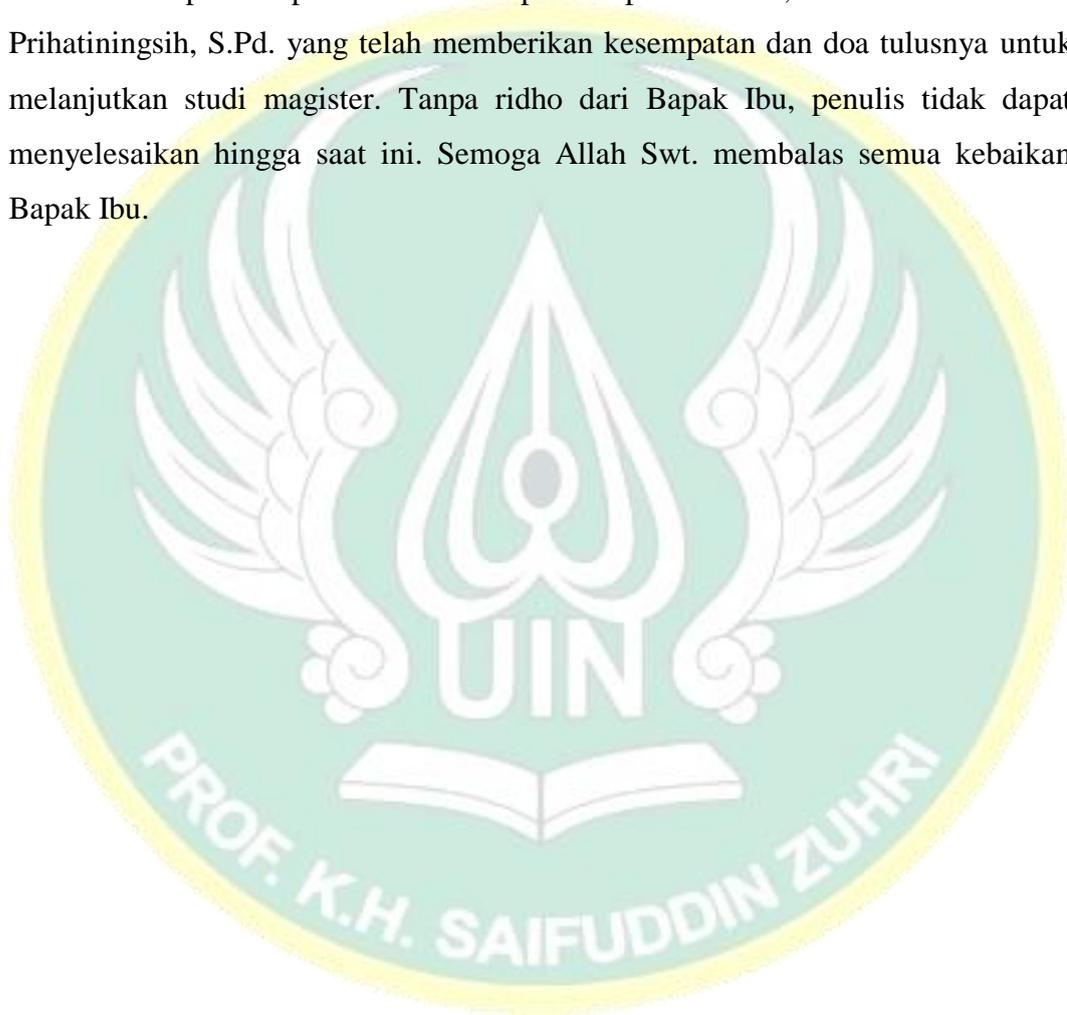 Prihatiningsih, S.Pd. yang telah memberikan kesempatan dan doa tulusnya untuk
melanjutkan studi magister. Tanpa ridho dari Bapak Ibu, penulis tidak dapat
menyelesaikan hingga saat ini. Semoga Allah Swt. membalas semua kebaikan
Bapak Ibu.
UIN
PROF. K.H. SAIFUDDIN ZUHRI